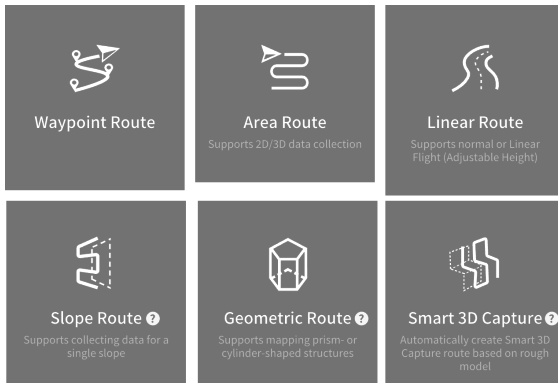 Waypoint Route
Area Route
Supports 2D/3D data collection
Linear Route
Supports normal or Linear
Flight (Adjustable Height)
Slope Route ?
Supports collecting data for a
single slope
Geometric Route ?
Supports mapping prism- or
cylinder-shaped structures
Smart 3D Capture ?
Automatically create Smart 3D
Capture route based on rough
model